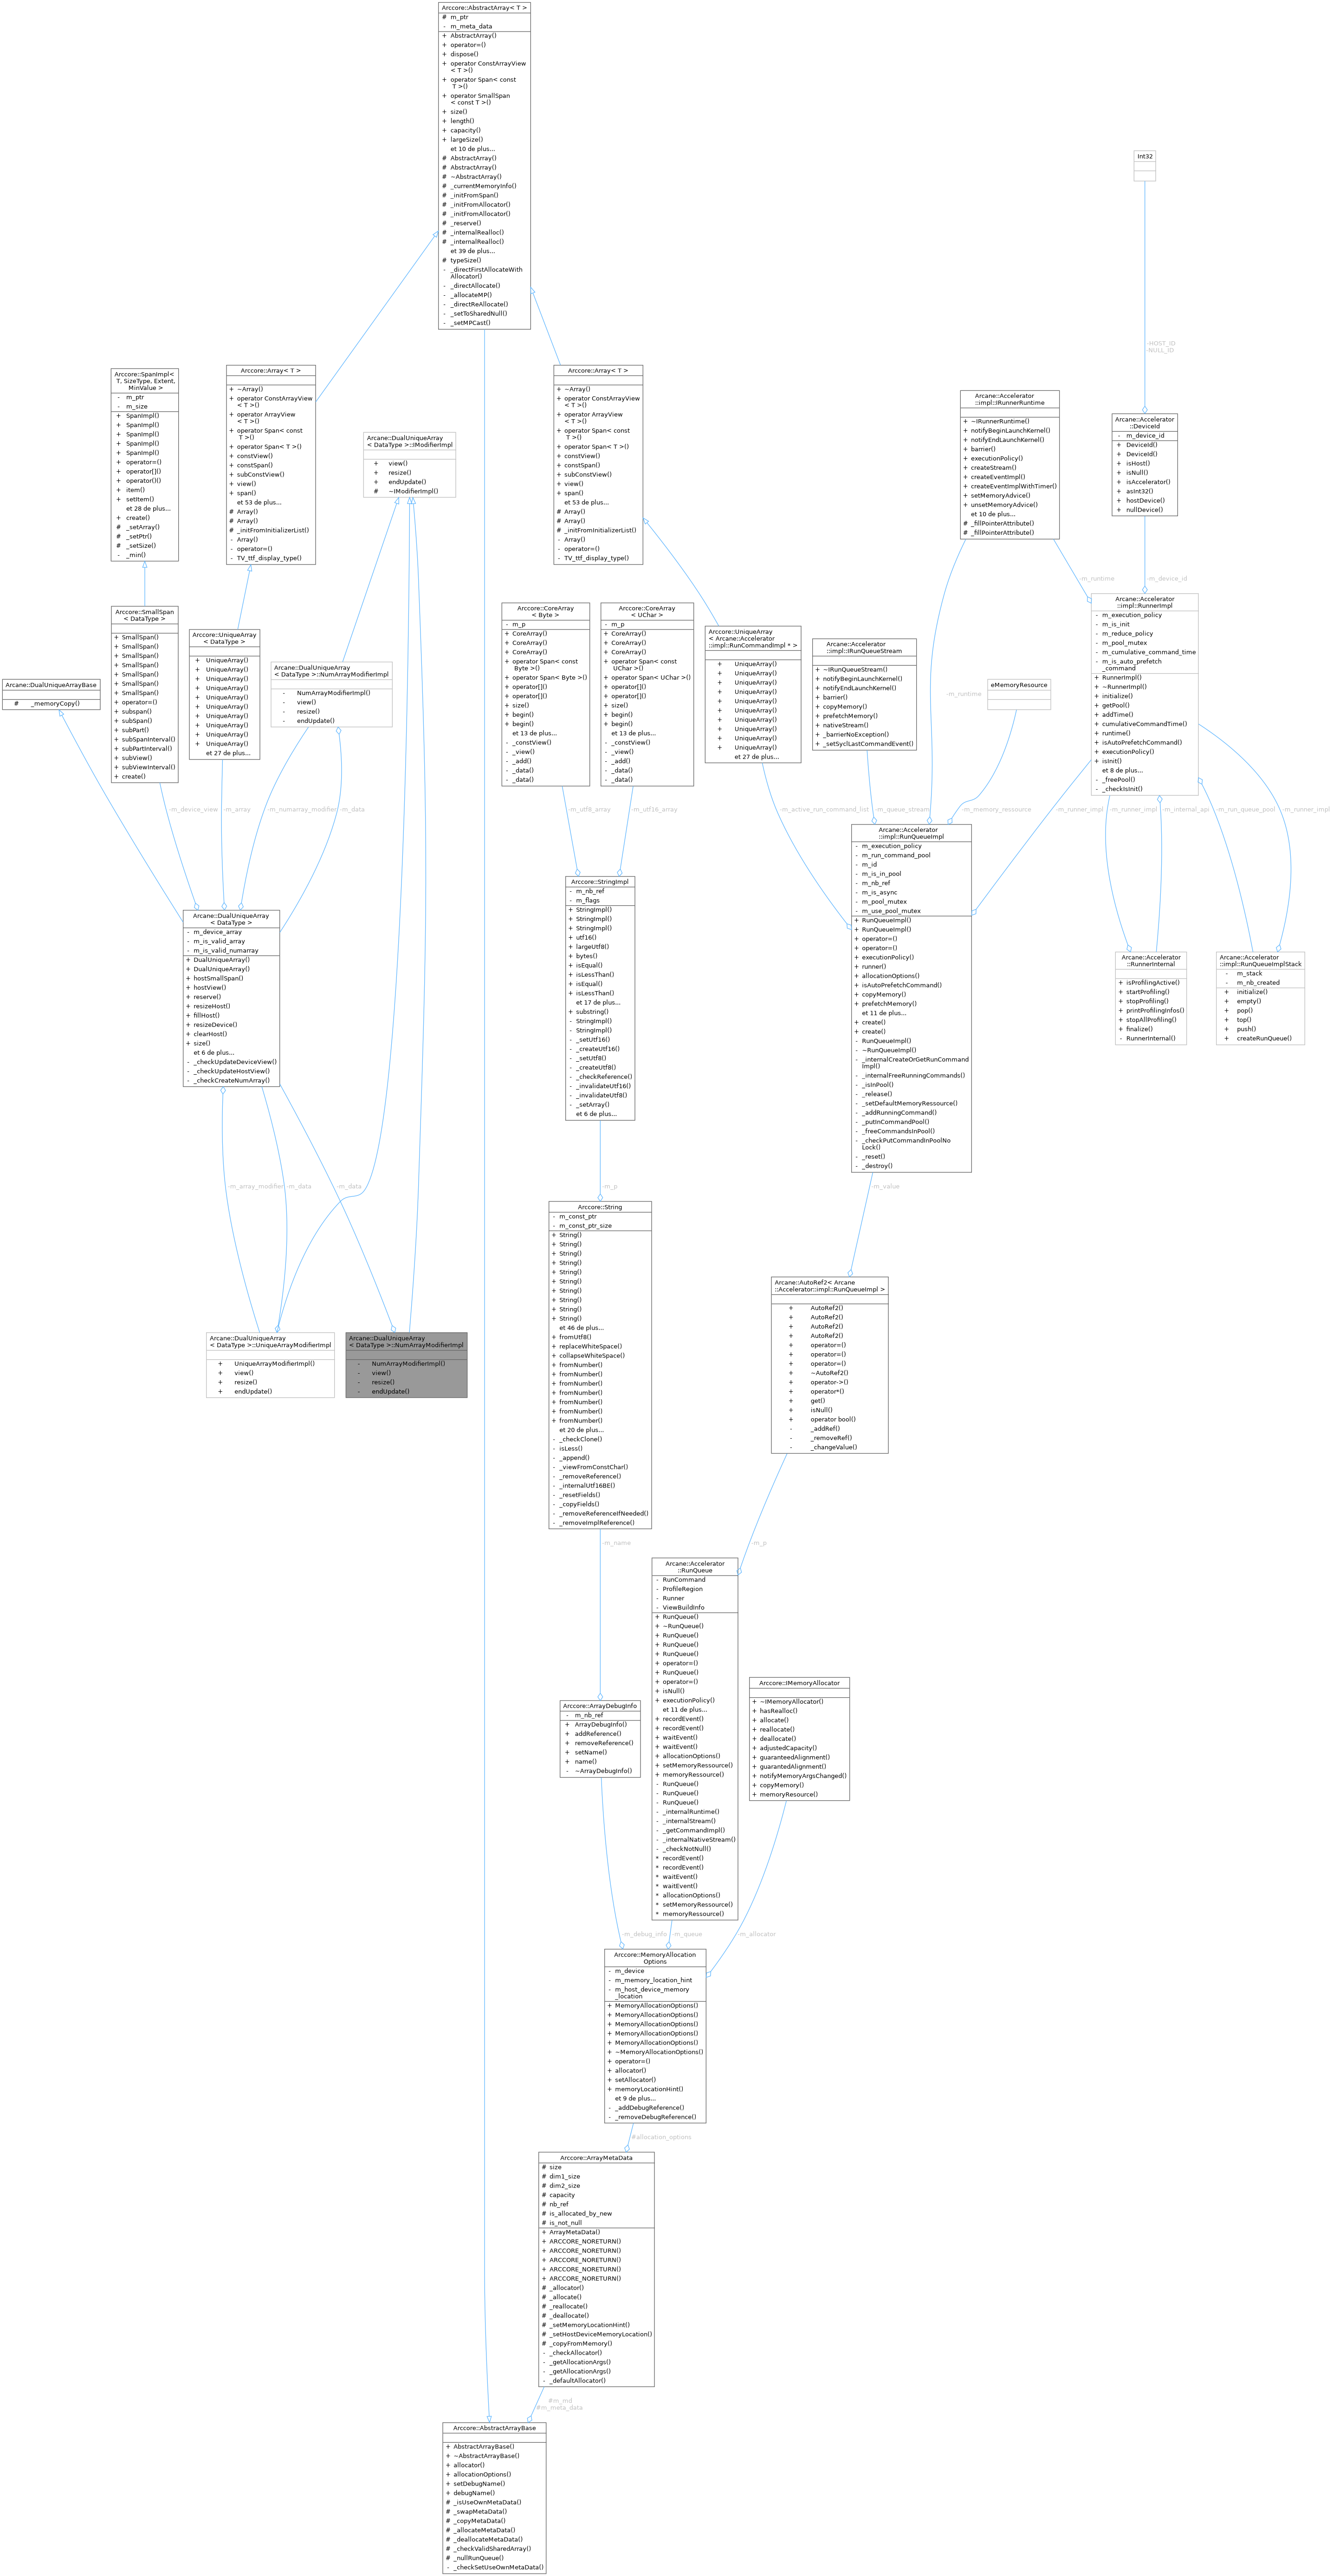 Arccore::AbstractArray< T >
# m_ptr
- m_meta_data
+ AbstractArray()
+ operator=()
+ dispose()
+ operator ConstArrayView
< T >()
+ operator Span< const
T >()
+ operator SmallSpan
< const T >()
+ size()
+ length()
+ capacity()
+ largeSize()
et 10 de plus...
# AbstractArray()
# AbstractArray()
# ~AbstractArray()
# _currentMemoryInfo()
# _initFromSpan()
# _initFromAllocator()
# _initFromAllocator()
# _reserve()
# _internalRealloc()
# _internalRealloc()
et 39 de plus...
# typeSize()
- _directFirstAllocateWith
Allocator()
- _directAllocate()
- _allocateMP()
- _directReAllocate()
- _setToSharedNull()
- _setMPCast()
Int32
-HOST_ID
-NULL_ID
Arccore::SpanImpl<
T, SizeType, Extent,
MinValue >
- m_ptr
- m_size
+ SpanImpl()
+ SpanImpl()
+ SpanImpl()
+ SpanImpl()
+ SpanImpl()
+ operator=()
+ operator[]()
+ operator()()
+ item()
+ setItem()
et 28 de plus...
+ create()
# _setArray()
# _setPtr()
# _setSize()
- _min()
Arccore::Array< T >
+ ~Array()
+ operator ConstArrayView
< T >()
+ operator ArrayView
< T >()
+ operator Span< const
T >()
+ operator Span< T >()
+ constView()
+ constSpan()
+ subConstView()
+ view()
+ span()
et 53 de plus...
# Array()
# Array()
# _initFromInitializerList()
- Array()
- operator=()
- TV_ttf_display_type()
Arcane::DualUniqueArray
< DataType >::IModifierImpl
+ view()
+ resize()
+ endUpdate()
# ~IModifierImpl()
Arccore::Array< T >
+ ~Array()
+ operator ConstArrayView
< T >()
+ operator ArrayView
< T >()
+ operator Span< const
T >()
+ operator Span< T >()
+ constView()
+ constSpan()
+ subConstView()
+ view()
+ span()
et 53 de plus...
# Array()
# Array()
# _initFromInitializerList()
- Array()
- operator=()
- TV_ttf_display_type()
Arcane::Accelerator
::impl::IRunnerRuntime
+ ~IRunnerRuntime()
+ notifyBeginLaunchKernel()
+ notifyEndLaunchKernel()
+ barrier()
+ executionPolicy()
+ createStream()
+ createEventImpl()
+ createEventImplWithTimer()
+ setMemoryAdvice()
+ unsetMemoryAdvice()
et 10 de plus...
# _fillPointerAttribute()
# _fillPointerAttribute()
Arcane::Accelerator
::DeviceId
- m_device_id
+ DeviceId()
+ DeviceId()
+ isHost()
+ isNull()
+ isAccelerator()
+ asInt32()
+ hostDevice()
+ nullDevice()
-m_runtime
-m_device_id
Arccore::SmallSpan
< DataType >
+ SmallSpan()
+ SmallSpan()
+ SmallSpan()
+ SmallSpan()
+ SmallSpan()
+ SmallSpan()
+ SmallSpan()
+ operator=()
+ subspan()
+ subSpan()
+ subPart()
+ subSpanInterval()
+ subPartInterval()
+ subView()
+ subViewInterval()
+ create()
Arccore::UniqueArray
< DataType >
+ UniqueArray()
+ UniqueArray()
+ UniqueArray()
+ UniqueArray()
+ UniqueArray()
+ UniqueArray()
+ UniqueArray()
+ UniqueArray()
+ UniqueArray()
+ UniqueArray()
et 27 de plus...
Arcane::DualUniqueArray
< DataType >::NumArrayModifierImpl
- NumArrayModifierImpl()
- view()
- resize()
- endUpdate()
Arcane::DualUniqueArrayBase
# _memoryCopy()
Arccore::CoreArray
< Byte >
- m_p
+ CoreArray()
+ CoreArray()
+ CoreArray()
+ operator Span< const
Byte >()
+ operator Span< Byte >()
+ operator[]()
+ operator[]()
+ size()
+ begin()
+ begin()
et 13 de plus...
- _constView()
- _view()
- _add()
- _data()
- _data()
Arccore::CoreArray
< UChar >
- m_p
+ CoreArray()
+ CoreArray()
+ CoreArray()
+ operator Span< const
UChar >()
+ operator Span< UChar >()
+ operator[]()
+ operator[]()
+ size()
+ begin()
+ begin()
et 13 de plus...
- _constView()
- _view()
- _add()
- _data()
- _data()
Arccore::UniqueArray
< Arcane::Accelerator
::impl::RunCommandImpl * >
+ UniqueArray()
+ UniqueArray()
+ UniqueArray()
+ UniqueArray()
+ UniqueArray()
+ UniqueArray()
+ UniqueArray()
+ UniqueArray()
+ UniqueArray()
+ UniqueArray()
et 27 de plus...
Arcane::Accelerator
::impl::IRunQueueStream
+ ~IRunQueueStream()
+ notifyBeginLaunchKernel()
+ notifyEndLaunchKernel()
+ barrier()
+ copyMemory()
+ prefetchMemory()
+ nativeStream()
+ _barrierNoException()
+ _setSyclLastCommandEvent()
-m_runtime
eMemoryResource
Arcane::Accelerator
::impl::RunnerImpl
- m_execution_policy
- m_is_init
- m_reduce_policy
- m_pool_mutex
- m_cumulative_command_time
- m_is_auto_prefetch
_command
+ RunnerImpl()
+ ~RunnerImpl()
+ initialize()
+ getPool()
+ addTime()
+ cumulativeCommandTime()
+ runtime()
+ isAutoPrefetchCommand()
+ executionPolicy()
+ isInit()
et 8 de plus...
- _freePool()
- _checkIsInit()
-m_device_view
-m_array
-m_numarray_modifier
-m_data
-m_utf8_array
-m_utf16_array
-m_active_run_command_list
-m_queue_stream
-m_memory_ressource
-m_runner_impl
-m_runner_impl
-m_internal_api
-m_run_queue_pool
-m_runner_impl
Arcane::DualUniqueArray
< DataType >
- m_device_array
- m_is_valid_array
- m_is_valid_numarray
+ DualUniqueArray()
+ DualUniqueArray()
+ hostSmallSpan()
+ hostView()
+ reserve()
+ resizeHost()
+ fillHost()
+ resizeDevice()
+ clearHost()
+ size()
et 6 de plus...
- _checkUpdateDeviceView()
- _checkUpdateHostView()
- _checkCreateNumArray()
Arccore::StringImpl
- m_nb_ref
- m_flags
+ StringImpl()
+ StringImpl()
+ StringImpl()
+ utf16()
+ largeUtf8()
+ bytes()
+ isEqual()
+ isLessThan()
+ isEqual()
+ isLessThan()
et 17 de plus...
+ substring()
- StringImpl()
- StringImpl()
- _setUtf16()
- _createUtf16()
- _setUtf8()
- _createUtf8()
- _checkReference()
- _invalidateUtf16()
- _invalidateUtf8()
- _setArray()
et 6 de plus...
Arcane::Accelerator
::impl::RunQueueImpl
- m_execution_policy
- m_run_command_pool
- m_id
- m_is_in_pool
- m_nb_ref
- m_is_async
- m_pool_mutex
- m_use_pool_mutex
+ RunQueueImpl()
+ RunQueueImpl()
+ operator=()
+ operator=()
+ executionPolicy()
+ runner()
+ allocationOptions()
+ isAutoPrefetchCommand()
+ copyMemory()
+ prefetchMemory()
et 11 de plus...
+ create()
+ create()
- RunQueueImpl()
- ~RunQueueImpl()
- _internalCreateOrGetRunCommand
Impl()
- _internalFreeRunningCommands()
- _isInPool()
- _release()
- _setDefaultMemoryRessource()
- _addRunningCommand()
- _putInCommandPool()
- _freeCommandsInPool()
- _checkPutCommandInPoolNo
Lock()
- _reset()
- _destroy()
Arcane::Accelerator
::RunnerInternal
+ isProfilingActive()
+ startProfiling()
+ stopProfiling()
+ printProfilingInfos()
+ stopAllProfiling()
+ finalize()
- RunnerInternal()
Arcane::Accelerator
::impl::RunQueueImplStack
- m_stack
- m_nb_created
+ initialize()
+ empty()
+ pop()
+ top()
+ push()
+ createRunQueue()
-m_array_modifier
-m_data
-m_data
-m_p
-m_value
Arcane::DualUniqueArray
< DataType >::UniqueArrayModifierImpl
+ UniqueArrayModifierImpl()
+ view()
+ resize()
+ endUpdate()
Arcane::DualUniqueArray
< DataType >::NumArrayModifierImpl
- NumArrayModifierImpl()
- view()
- resize()
- endUpdate()
Arccore::String
- m_const_ptr
- m_const_ptr_size
+ String()
+ String()
+ String()
+ String()
+ String()
+ String()
+ String()
+ String()
+ String()
+ String()
et 46 de plus...
+ fromUtf8()
+ replaceWhiteSpace()
+ collapseWhiteSpace()
+ fromNumber()
+ fromNumber()
+ fromNumber()
+ fromNumber()
+ fromNumber()
+ fromNumber()
+ fromNumber()
et 20 de plus...
- _checkClone()
- isLess()
- _append()
- _viewFromConstChar()
- _removeReference()
- _internalUtf16BE()
- _resetFields()
- _copyFields()
- _removeReferenceIfNeeded()
- _removeImplReference()
Arcane::AutoRef2< Arcane
::Accelerator::impl::RunQueueImpl >
+ AutoRef2()
+ AutoRef2()
+ AutoRef2()
+ AutoRef2()
+ operator=()
+ operator=()
+ operator=()
+ ~AutoRef2()
+ operator->()
+ operator*()
+ get()
+ isNull()
+ operator bool()
- _addRef()
- _removeRef()
- _changeValue()
-m_name
-m_p
Arcane::Accelerator
::RunQueue
- RunCommand
- ProfileRegion
- Runner
- ViewBuildInfo
+ RunQueue()
+ ~RunQueue()
+ RunQueue()
+ RunQueue()
+ RunQueue()
+ operator=()
+ RunQueue()
+ operator=()
+ isNull()
+ executionPolicy()
et 11 de plus...
+ recordEvent()
+ recordEvent()
+ waitEvent()
+ waitEvent()
+ allocationOptions()
+ setMemoryRessource()
+ memoryRessource()
- RunQueue()
- RunQueue()
- RunQueue()
- _internalRuntime()
- _internalStream()
- _getCommandImpl()
- _internalNativeStream()
- _checkNotNull()
* recordEvent()
* recordEvent()
* waitEvent()
* waitEvent()
* allocationOptions()
* setMemoryRessource()
* memoryRessource()
Arccore::ArrayDebugInfo
- m_nb_ref
+ ArrayDebugInfo()
+ addReference()
+ removeReference()
+ setName()
+ name()
- ~ArrayDebugInfo()
Arccore::IMemoryAllocator
+ ~IMemoryAllocator()
+ hasRealloc()
+ allocate()
+ reallocate()
+ deallocate()
+ adjustedCapacity()
+ guaranteedAlignment()
+ guarantedAlignment()
+ notifyMemoryArgsChanged()
+ copyMemory()
+ memoryResource()
-m_debug_info
-m_queue
-m_allocator
Arccore::MemoryAllocation
Options
- m_device
- m_memory_location_hint
- m_host_device_memory
_location
+ MemoryAllocationOptions()
+ MemoryAllocationOptions()
+ MemoryAllocationOptions()
+ MemoryAllocationOptions()
+ MemoryAllocationOptions()
+ ~MemoryAllocationOptions()
+ operator=()
+ allocator()
+ setAllocator()
+ memoryLocationHint()
et 9 de plus...
- _addDebugReference()
- _removeDebugReference()
#allocation_options
Arccore::ArrayMetaData
# size
# dim1_size
# dim2_size
# capacity
# nb_ref
# is_allocated_by_new
# is_not_null
+ ArrayMetaData()
+ ARCCORE_NORETURN()
+ ARCCORE_NORETURN()
+ ARCCORE_NORETURN()
+ ARCCORE_NORETURN()
+ ARCCORE_NORETURN()
# _allocator()
# _allocate()
# _reallocate()
# _deallocate()
# _setMemoryLocationHint()
# _setHostDeviceMemoryLocation()
# _copyFromMemory()
- _checkAllocator()
- _getAllocationArgs()
- _getAllocationArgs()
- _defaultAllocator()
#m_md
#m_meta_data
Arccore::AbstractArrayBase
+ AbstractArrayBase()
+ ~AbstractArrayBase()
+ allocator()
+ allocationOptions()
+ setDebugName()
+ debugName()
# _isUseOwnMetaData()
# _swapMetaData()
# _copyMetaData()
# _allocateMetaData()
# _deallocateMetaData()
# _checkValidSharedArray()
# _nullRunQueue()
- _checkSetUseOwnMetaData()